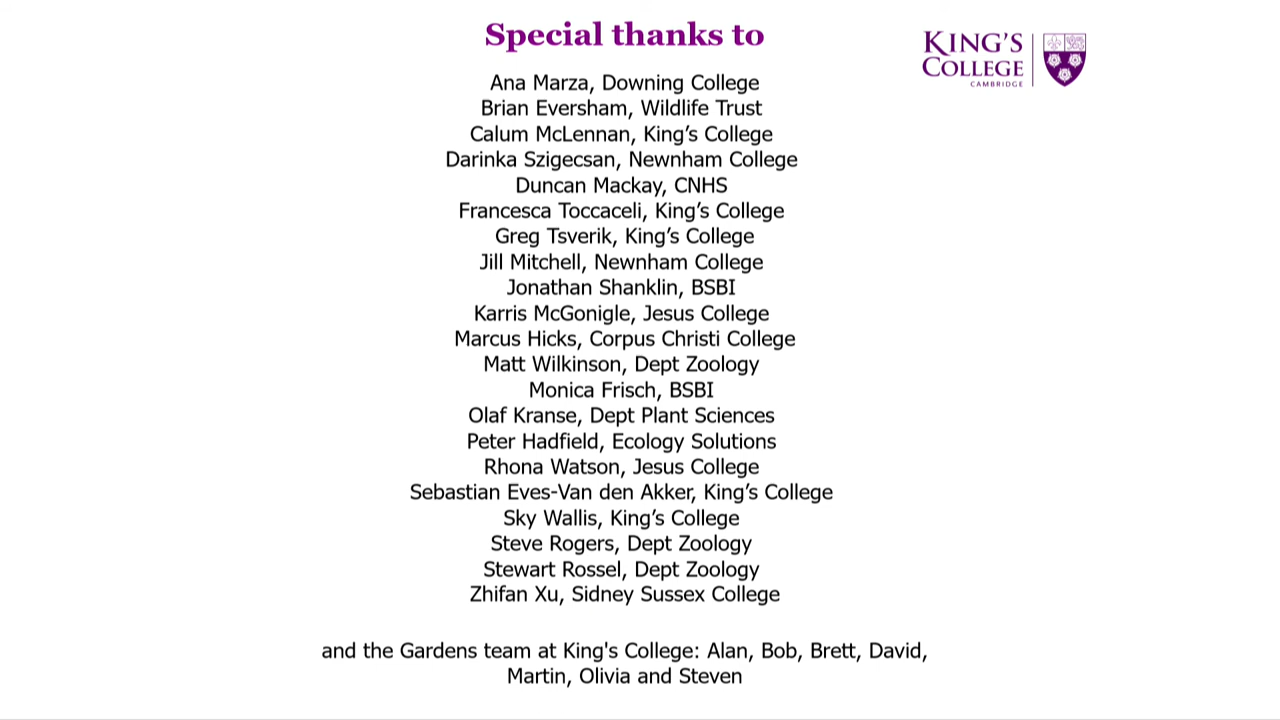 Special thanks to
KING'S
COLLEGE
CAMBRIDGE
Ana Marza, Downing College
Brian Eversham, Wildlife Trust
Calum McLennan, King’s College
Darinka Szigecsan, Newnham College
Duncan Mackay, CNHS
Francesca Toccaceli, King’s College
Greg Tsverik, King’s College
Jill Mitchell, Newnham College
Jonathan Shanklin, BSBI
Karris McGonigle, Jesus College
Marcus Hicks, Corpus Christi College
Matt Wilkinson, Dept Zoology
Monica Frisch, BSBI
Olaf Kranse, Dept Plant Sciences
Peter Hadfield, Ecology Solutions
Rhona Watson, Jesus College
Sebastian Eves-Van den Akker, King’s College
Sky Wallis, King’s College
Steve Rogers, Dept Zoology
Stewart Rossel, Dept Zoology
Zhifan Xu, Sidney Sussex College
and the Gardens team at King's College: Alan, Bob, Brett, David,
Martin, Olivia and Steven